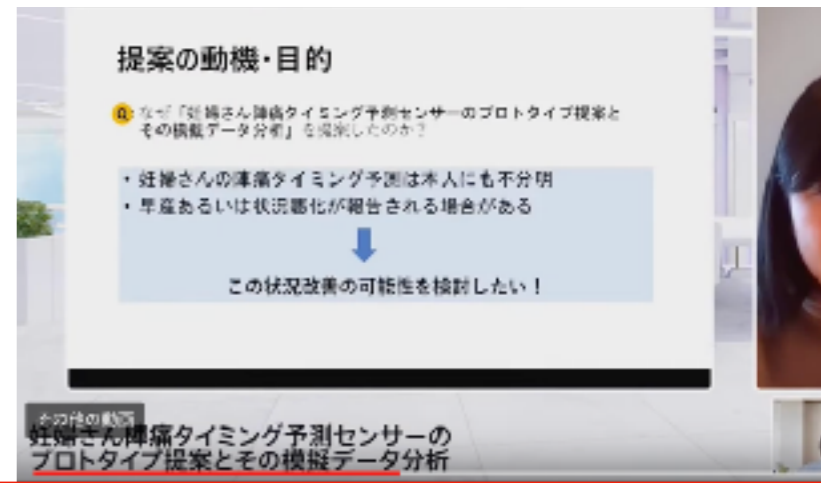 提案の動機・目的
Q なぜ「妊婦さん陣痛タイミング予測センサーのプロトタイプ提案と
その模擬データ分析」を提案したのか？
・妊婦さんの陣痛タイミング予測は本人にも不分明
・早産あるいは状況悪化が報告される場合がある
この状況改善の可能性を検討したい！
その他の動画
妊婦さん陣痛タイミング予測センサーの
プロトタイプ提案とその模擬データ分析